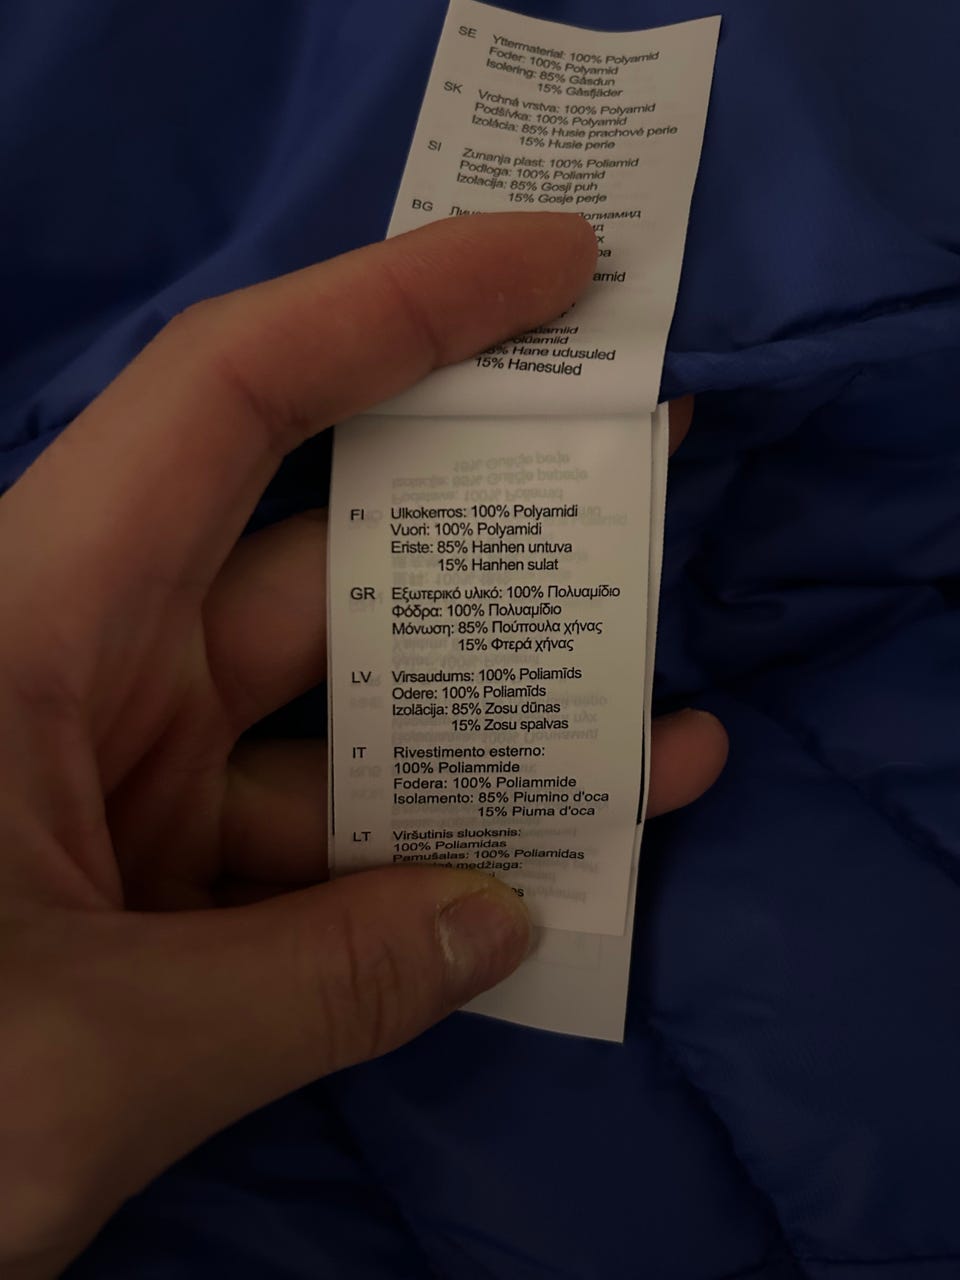 SE Yttermaterial: 100% Polyamid
Foder: 100% Polyamid
Isolering: 85% Gåsdun
15% Gåsfjäder
SK Vrchná vrstva: 100% Polyamid
Podšívka: 100% Polyamid
Izolácia: 85% Husie prachové perie
15% Husie perie
SI Zunanja plast: 100% Poliamid
Podloga: 100% Poliamid
Izolacija: 85% Gosji puh
15% Gosje perje
BG
Hane udusuled
15% Hanesuled
FI Ulkokerros: 100% Polyamidi
Vuori: 100% Polyamidi
Eriste: 85% Hanhen untuva
15% Hanhen sulat
GR Εξωτερικό υλικό: 100% Πολυαμίδιο
Φόδρα: 100% Πολυαμίδιο
Μόνωση: 85% Πούπουλα χήνας
15% Φτερά χήνας
LV Virsaudums: 100% Poliamīds
Odere: 100% Poliamīds
Izolācija: 85% Zosu dūnas
15% Zosu spalvas
IT Rivestimento esterno:
100% Poliammide
Fodera: 100% Poliammide
Isolamento: 85% Piumino d'oca
15% Piuma d'oca
LT Viršutinis sluoksnis:
100% Poliamidas
Pamušalas: 100% Poliamidas
medžiaga: